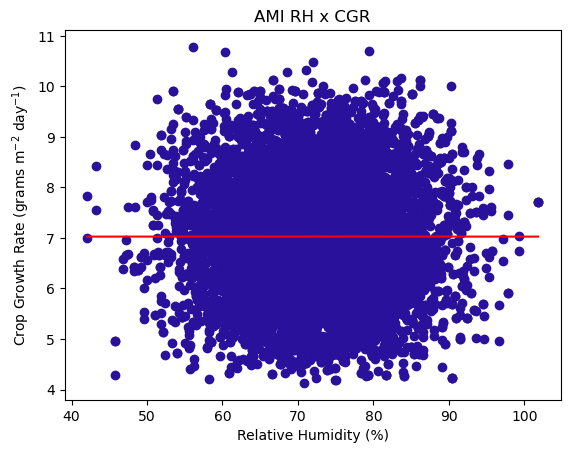 AMI RH x CGR
Crop Growth Rate (grams m⁻² day⁻¹)
11
10
9
8
7
6
5
4
40 50 60 70 80 90 100
Relative Humidity (%)